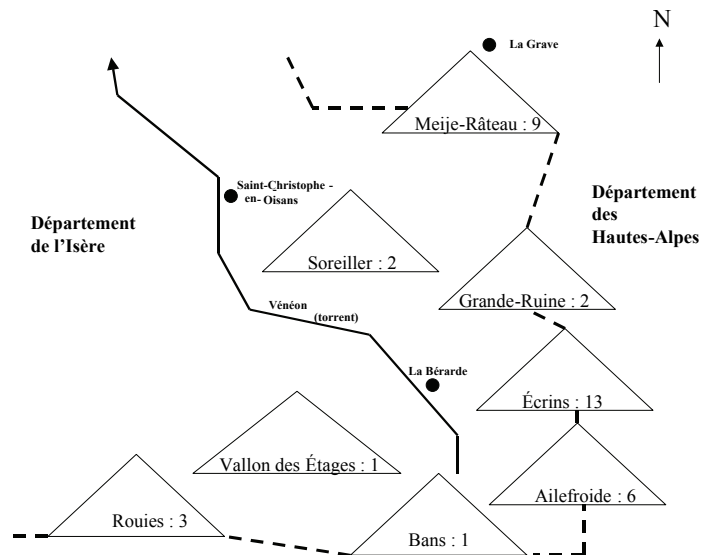 N
La Grave
Meije-Râteau : 9
Saint-Christophe -
en- Oisans
Département
des
Hautes-Alpes
Département
de l’Isère
Soreiller : 2
Grande-Ruine : 2
Vénéon
(torrent)
La Bérarde
Écrins : 13
Vallon des Étages : 1
Ailefroide : 6
Rouies : 3
Bans : 1